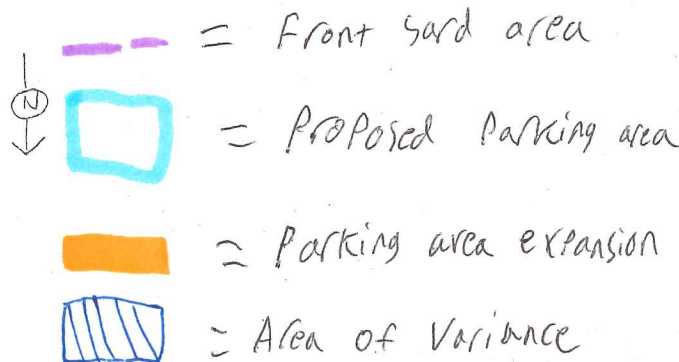 = Front yard area
N
= Proposed Parking area
= Parking area expansion
= Area of Variance